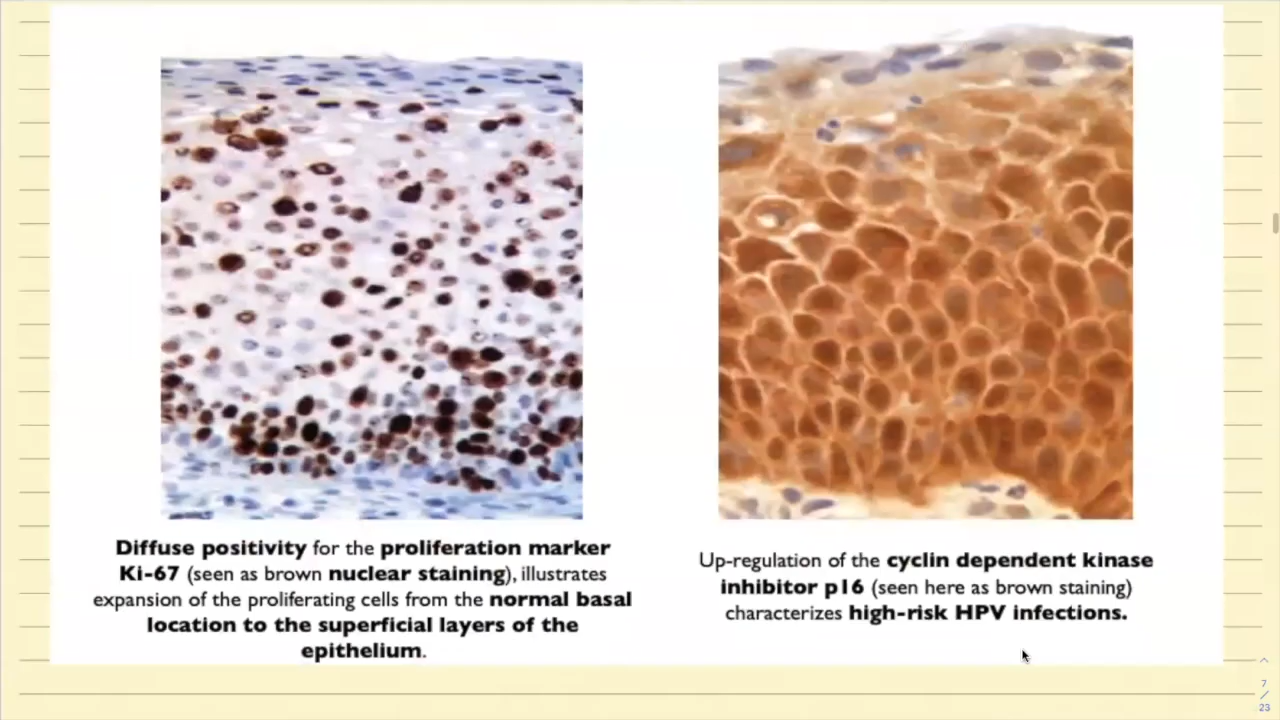 Diffuse positivity for the proliferation marker
Ki-67 (seen as brown nuclear staining), illustrates
expansion of the proliferating cells from the normal basal
location to the superficial layers of the
epithelium.
Up-regulation of the cyclin dependent kinase
inhibitor p16 (seen here as brown staining)
characterizes high-risk HPV infections.
7
/
23